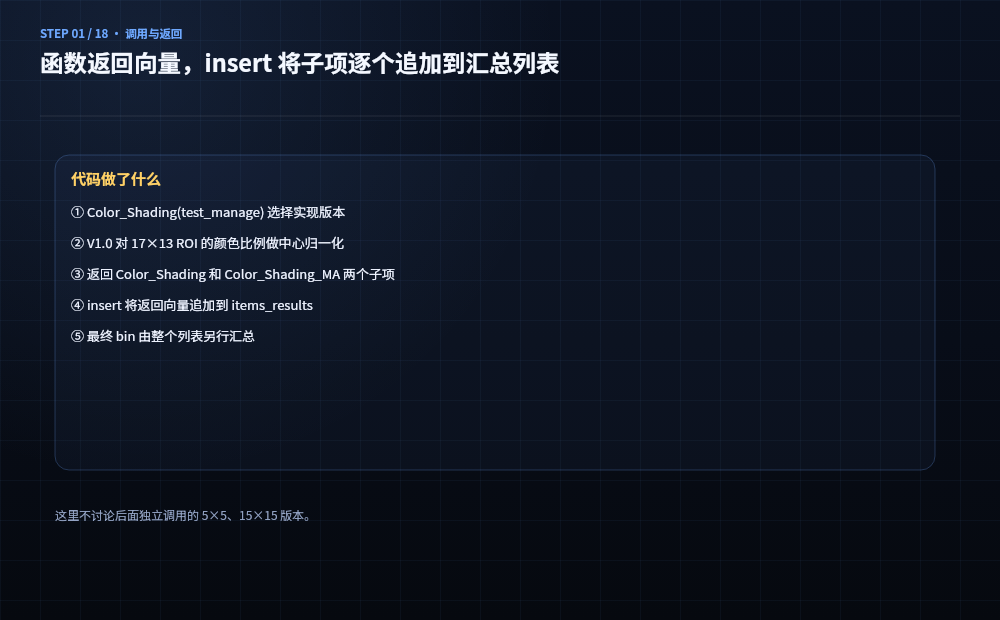 STEP 01 / 18 • 调用与返回
函数返回向量，insert 将子项逐个追加到汇总列表
代码做了什么
① Color_Shading(test_manage) 选择实现版本
② V1.0 对 17×13 ROI 的颜色比例做中心归一化
③ 返回 Color_Shading 和 Color_Shading_MA 两个子项
④ insert 将返回向量追加到 items_results
⑤ 最终 bin 由整个列表另行汇总
这里不讨论后面独立调用的 5×5、15×15 版本。